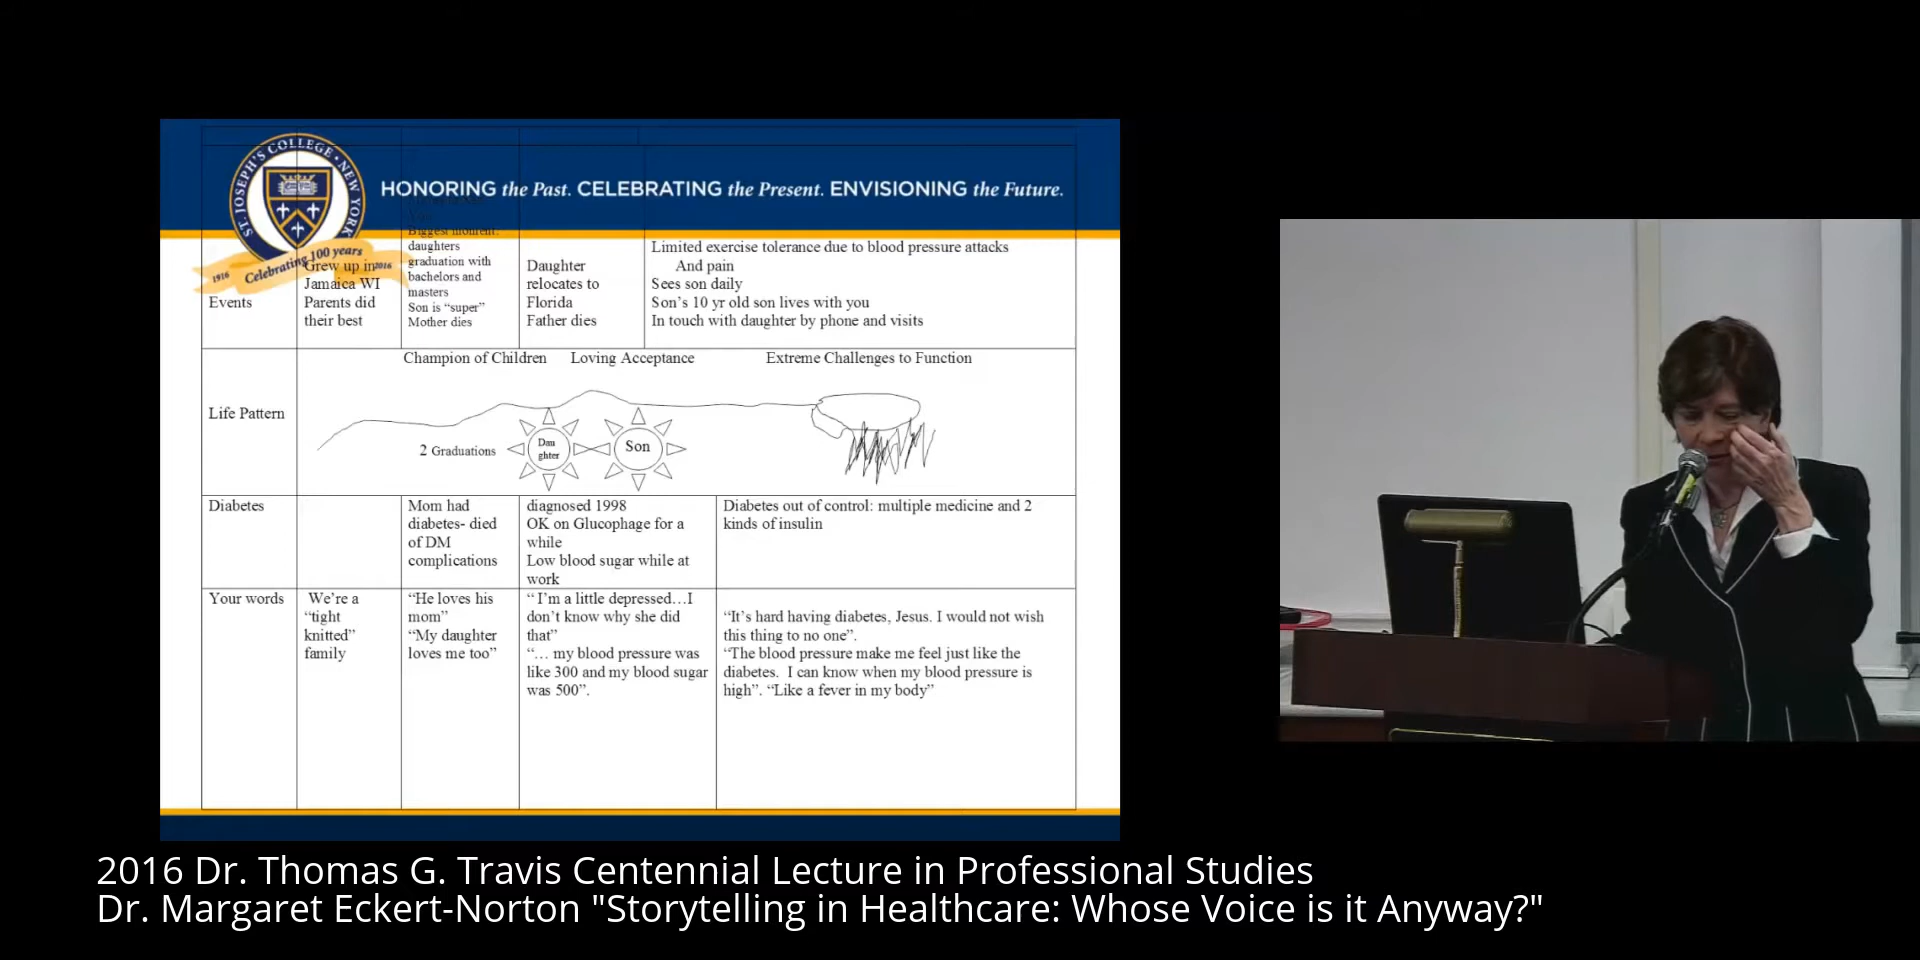 ST. JOSEPH'S COLLEGE • NEW YORK
1916 Celebrating 100 years 2016
HONORING the Past. CELEBRATING the Present. ENVISIONING the Future.
Events
Grew up in
Jamaica WI
Parents did
their best
Biggest moment:
daughters
graduation with
bachelors and
masters
Son is “super”
Mother dies
Daughter
relocates to
Florida
Father dies
Limited exercise tolerance due to blood pressure attacks
And pain
Sees son daily
Son’s 10 yr old son lives with you
In touch with daughter by phone and visits
Life Pattern
Champion of Children Loving Acceptance Extreme Challenges to Function
2 Graduations
Dau
ghter
Son
Diabetes
Mom had
diabetes- died
of DM
complications
diagnosed 1998
OK on Glucophage for a
while
Low blood sugar while at
work
Diabetes out of control: multiple medicine and 2
kinds of insulin
Your words
We’re a
“tight
knitted”
family
“He loves his
mom”
“My daughter
loves me too”
“ I’m a little depressed…I
don’t know why she did
that”
“… my blood pressure was
like 300 and my blood sugar
was 500”.
“It’s hard having diabetes, Jesus. I would not wish
this thing to no one”.
“The blood pressure make me feel just like the
diabetes. I can know when my blood pressure is
high”. “Like a fever in my body”
2016 Dr. Thomas G. Travis Centennial Lecture in Professional Studies
Dr. Margaret Eckert-Norton "Storytelling in Healthcare: Whose Voice is it Anyway?"